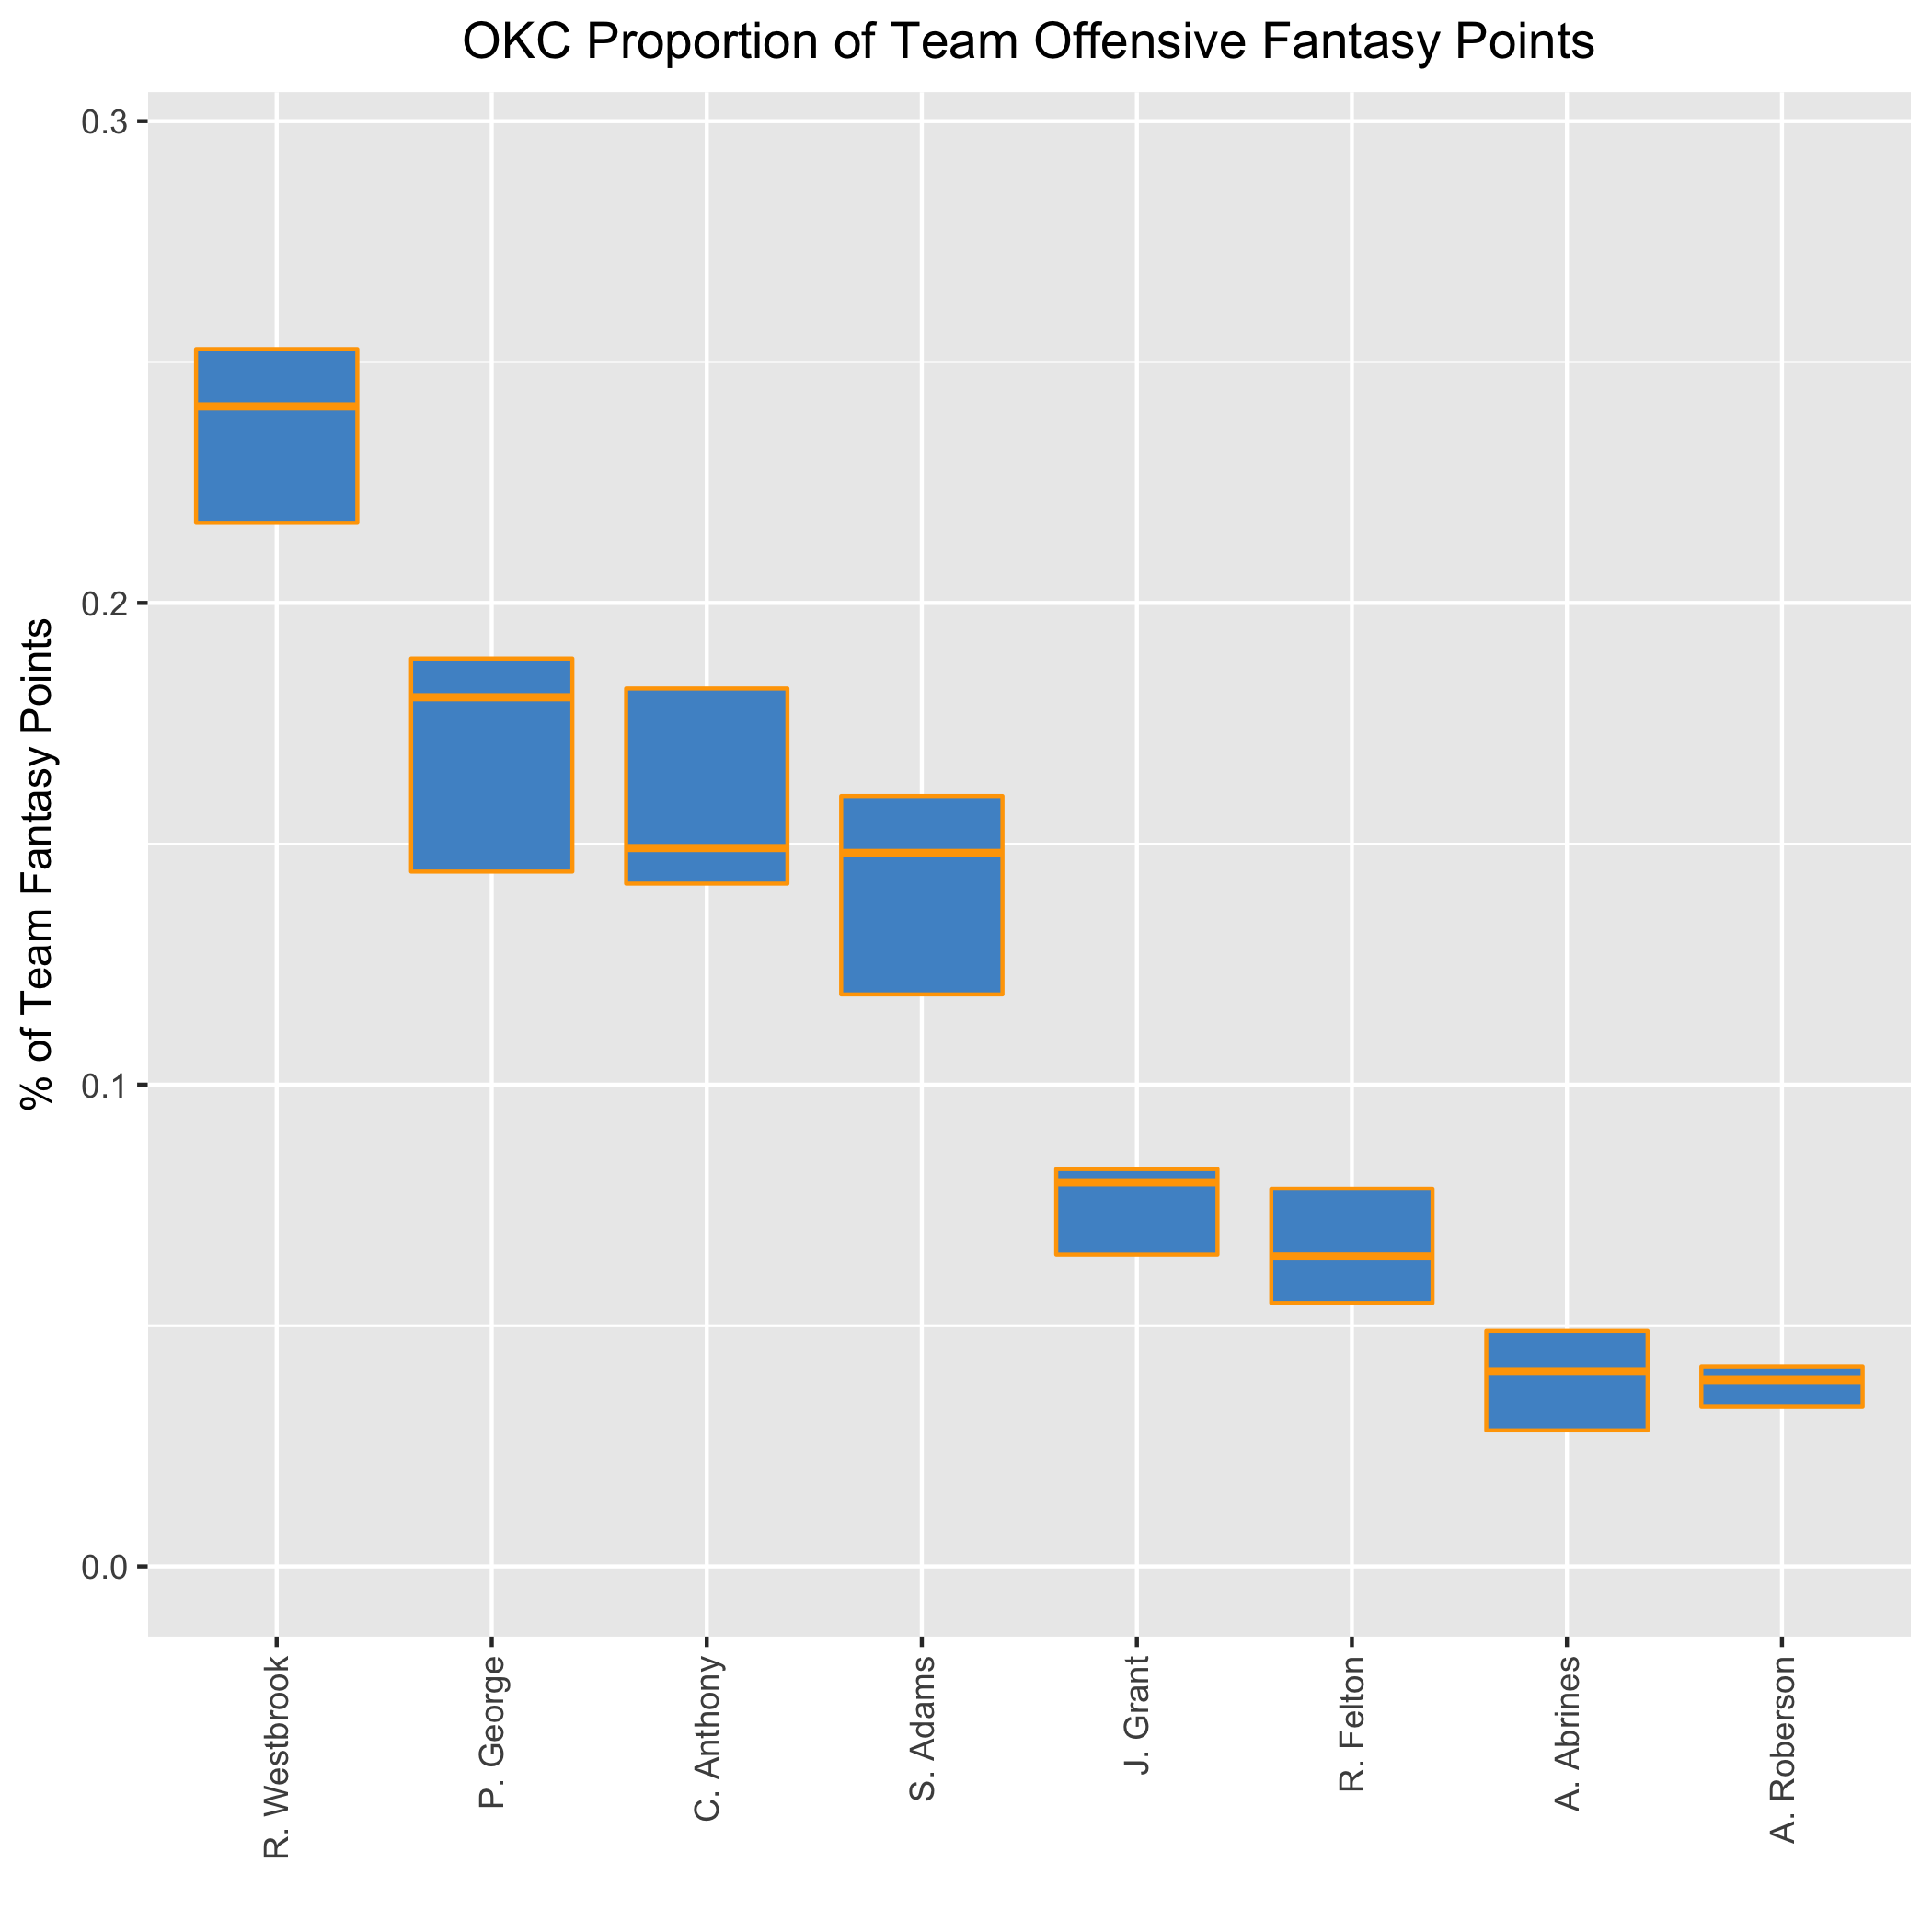 OKC Proportion of Team Offensive Fantasy Points
% of Team Fantasy Points
0.3
0.2
0.1
0.0
R. Westbrook
P. George
C. Anthony
S. Adams
J. Grant
R. Felton
A. Abrines
A. Roberson